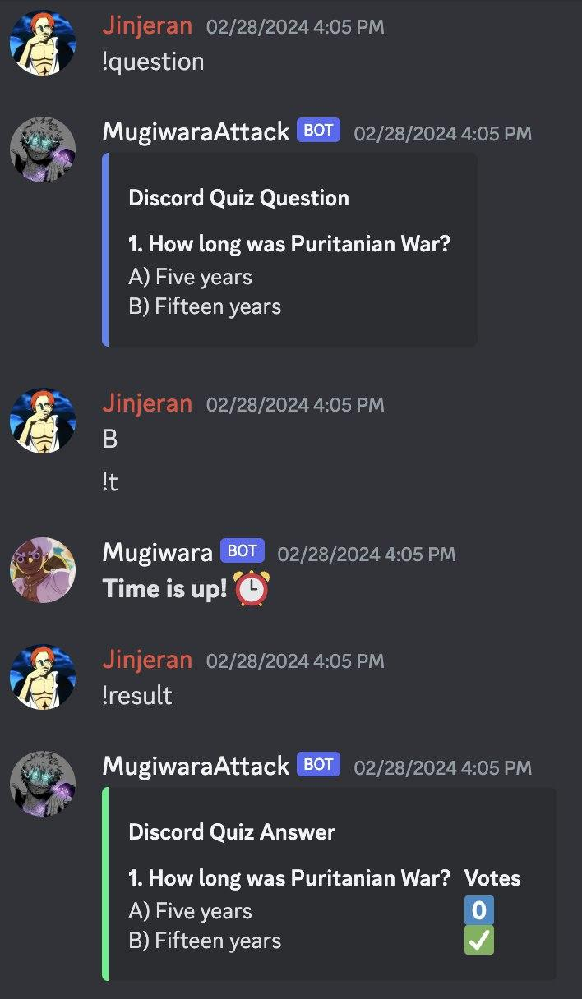 Jinjeran 02/28/2024 4:05 PM
!question
MugiwaraAttack BOT 02/28/2024 4:05 PM
Discord Quiz Question
1. How long was Puritanian War?
A) Five years
B) Fifteen years
Jinjeran 02/28/2024 4:05 PM
B
!t
Mugiwara BOT 02/28/2024 4:05 PM
Time is up! ⏰
Jinjeran 02/28/2024 4:05 PM
!result
MugiwaraAttack BOT 02/28/2024 4:05 PM
Discord Quiz Answer
1. How long was Puritanian War? Votes
A) Five years 0
B) Fifteen years ✅